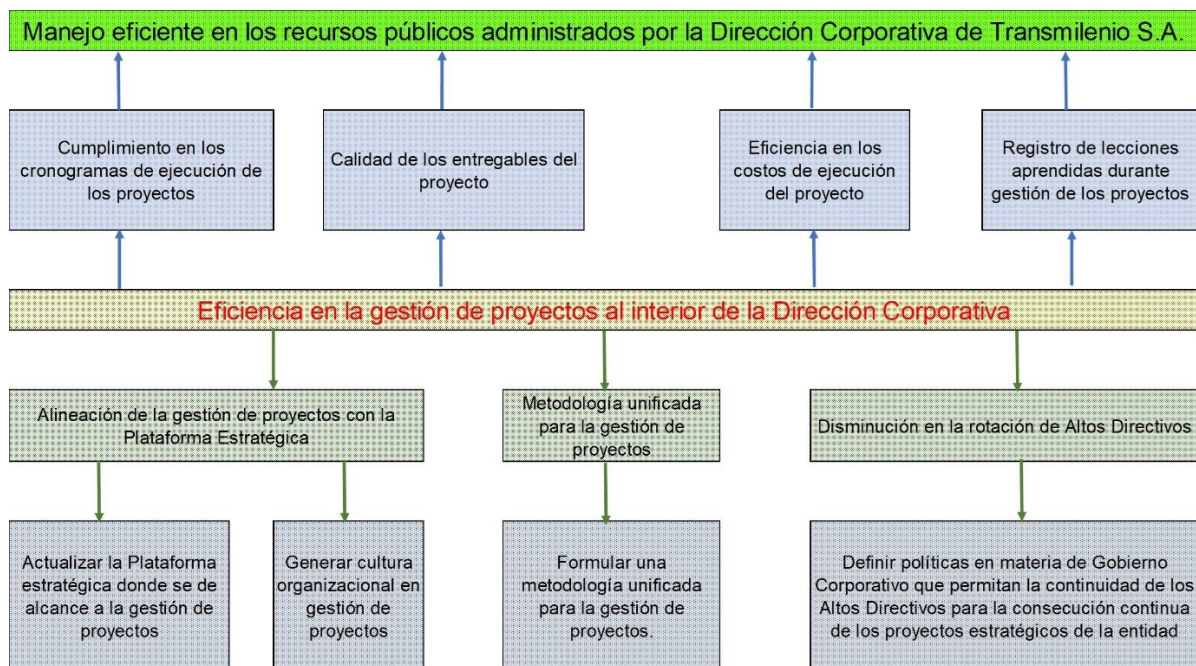 Manejo eficiente en los recursos públicos administrados por la Dirección Corporativa de Transmilenio S.A.
Cumplimiento en los
cronogramas de ejecución de
los proyectos
Calidad de los entregables del
proyecto
Eficiencia en los
costos de ejecución
del proyecto
Registro de lecciones
aprendidas durante
gestión de los proyectos
Eficiencia en la gestión de proyectos al interior de la Dirección Corporativa
Alineación de la gestión de proyectos con la
Plataforma Estratégica
Metodología unificada
para la gestión de
proyectos
Disminución en la rotación de Altos Directivos
Actualizar la Plataforma
estratégica donde se de
alcance a la gestión de
proyectos
Generar cultura
organizacional en
gestión de
proyectos
Formular una
metodología unificada
para la gestión de
proyectos.
Definir políticas en materia de Gobierno
Corporativo que permitan la continuidad de los
Altos Directivos para la consecución continua
de los proyectos estratégicos de la entidad